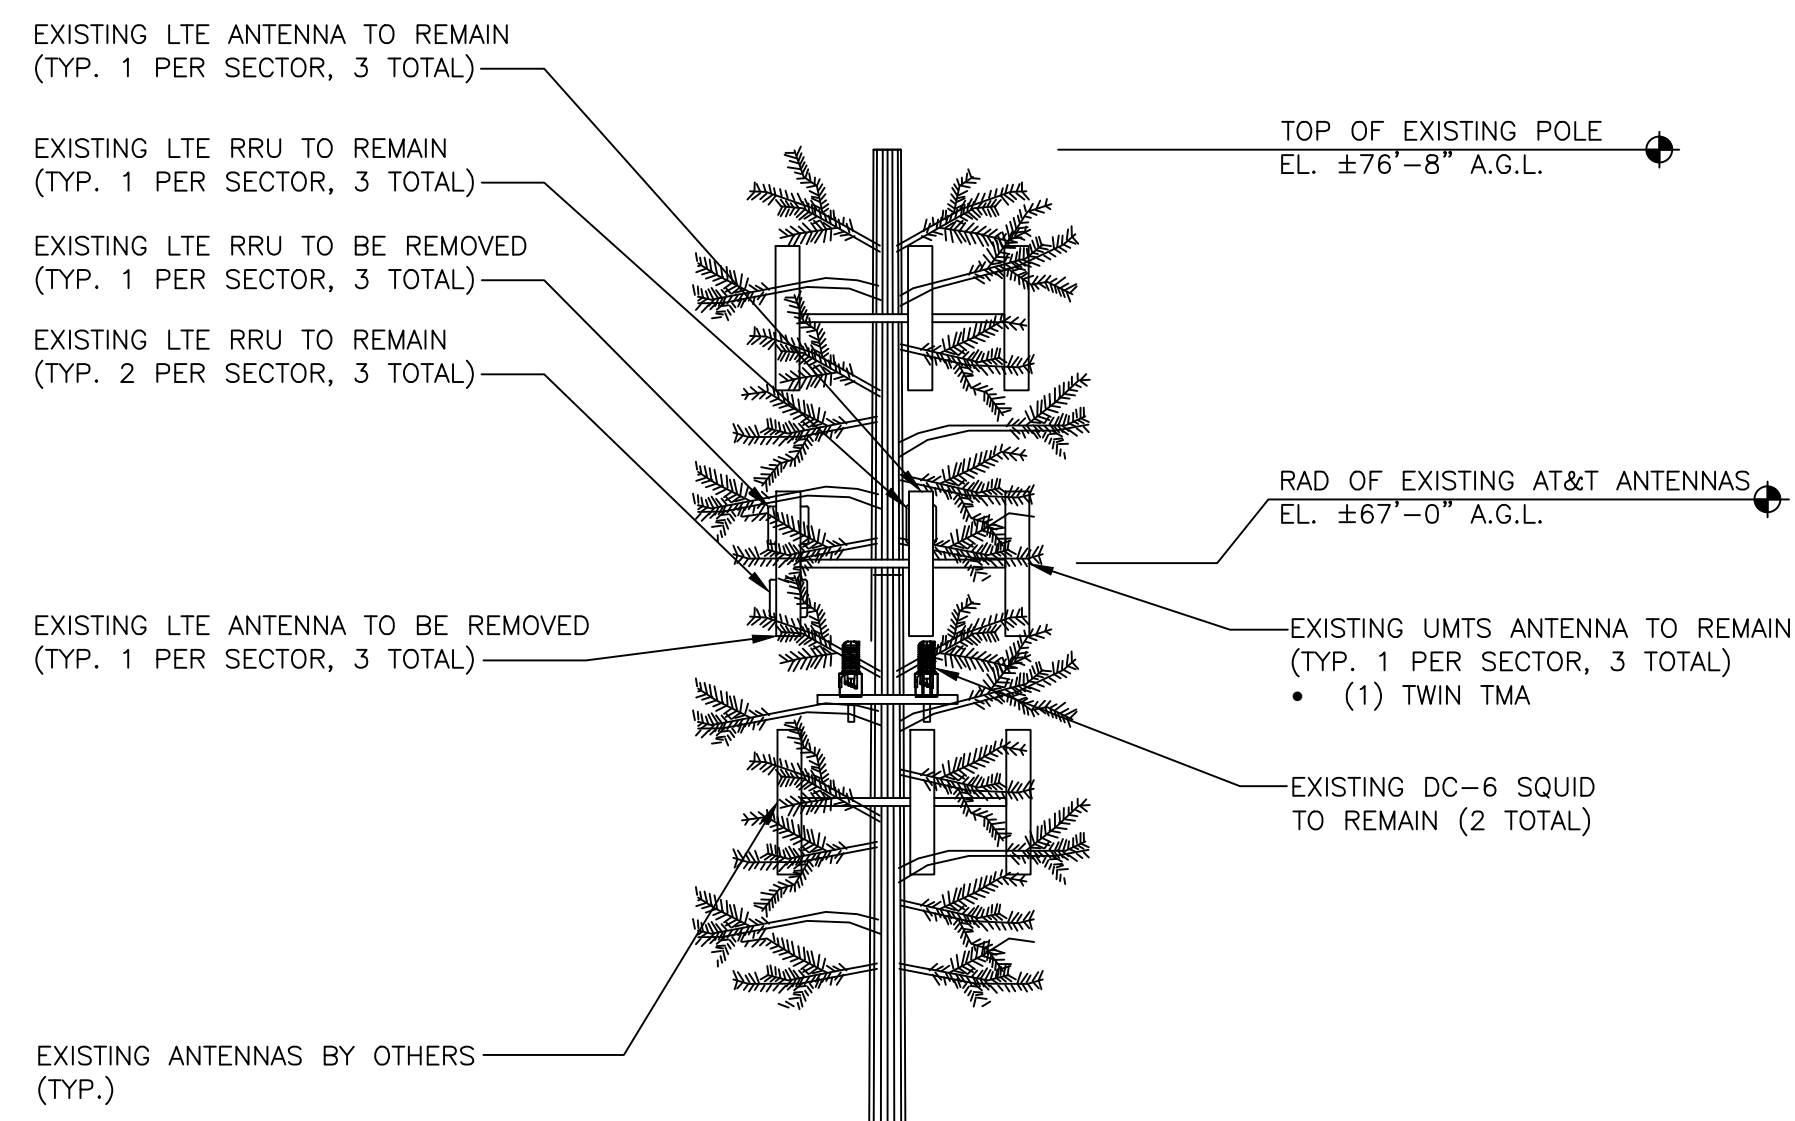 EXISTING LTE ANTENNA TO REMAIN
(TYP. 1 PER SECTOR, 3 TOTAL)
EXISTING LTE RRU TO REMAIN
(TYP. 1 PER SECTOR, 3 TOTAL)
EXISTING LTE RRU TO BE REMOVED
(TYP. 1 PER SECTOR, 3 TOTAL)
EXISTING LTE RRU TO REMAIN
(TYP. 2 PER SECTOR, 3 TOTAL)
EXISTING LTE ANTENNA TO BE REMOVED
(TYP. 1 PER SECTOR, 3 TOTAL)
EXISTING ANTENNAS BY OTHERS
(TYP.)
TOP OF EXISTING POLE
EL. ±76'-8" A.G.L.
RAD OF EXISTING AT&T ANTENNAS
EL. ±67'-0" A.G.L.
EXISTING UMTS ANTENNA TO REMAIN
(TYP. 1 PER SECTOR, 3 TOTAL)
• (1) TWIN TMA
EXISTING DC-6 SQUID
TO REMAIN (2 TOTAL)